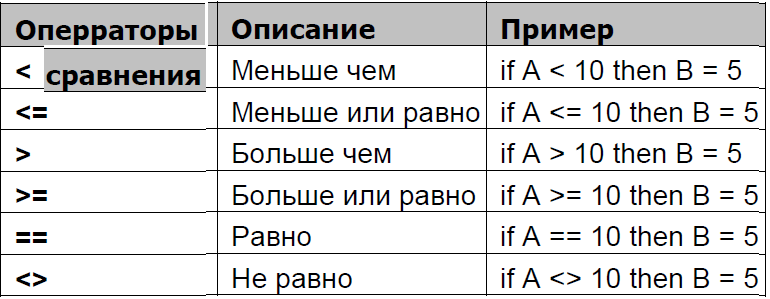 Оперраторы Описание Пример
< сравнения Меньше чем if A < 10 then B = 5
<= Меньше или равно if A <= 10 then B = 5
> Больше чем if A > 10 then B = 5
>= Больше или равно if A >= 10 then B = 5
== Равно if A == 10 then B = 5
<> Не равно if A <> 10 then B = 5